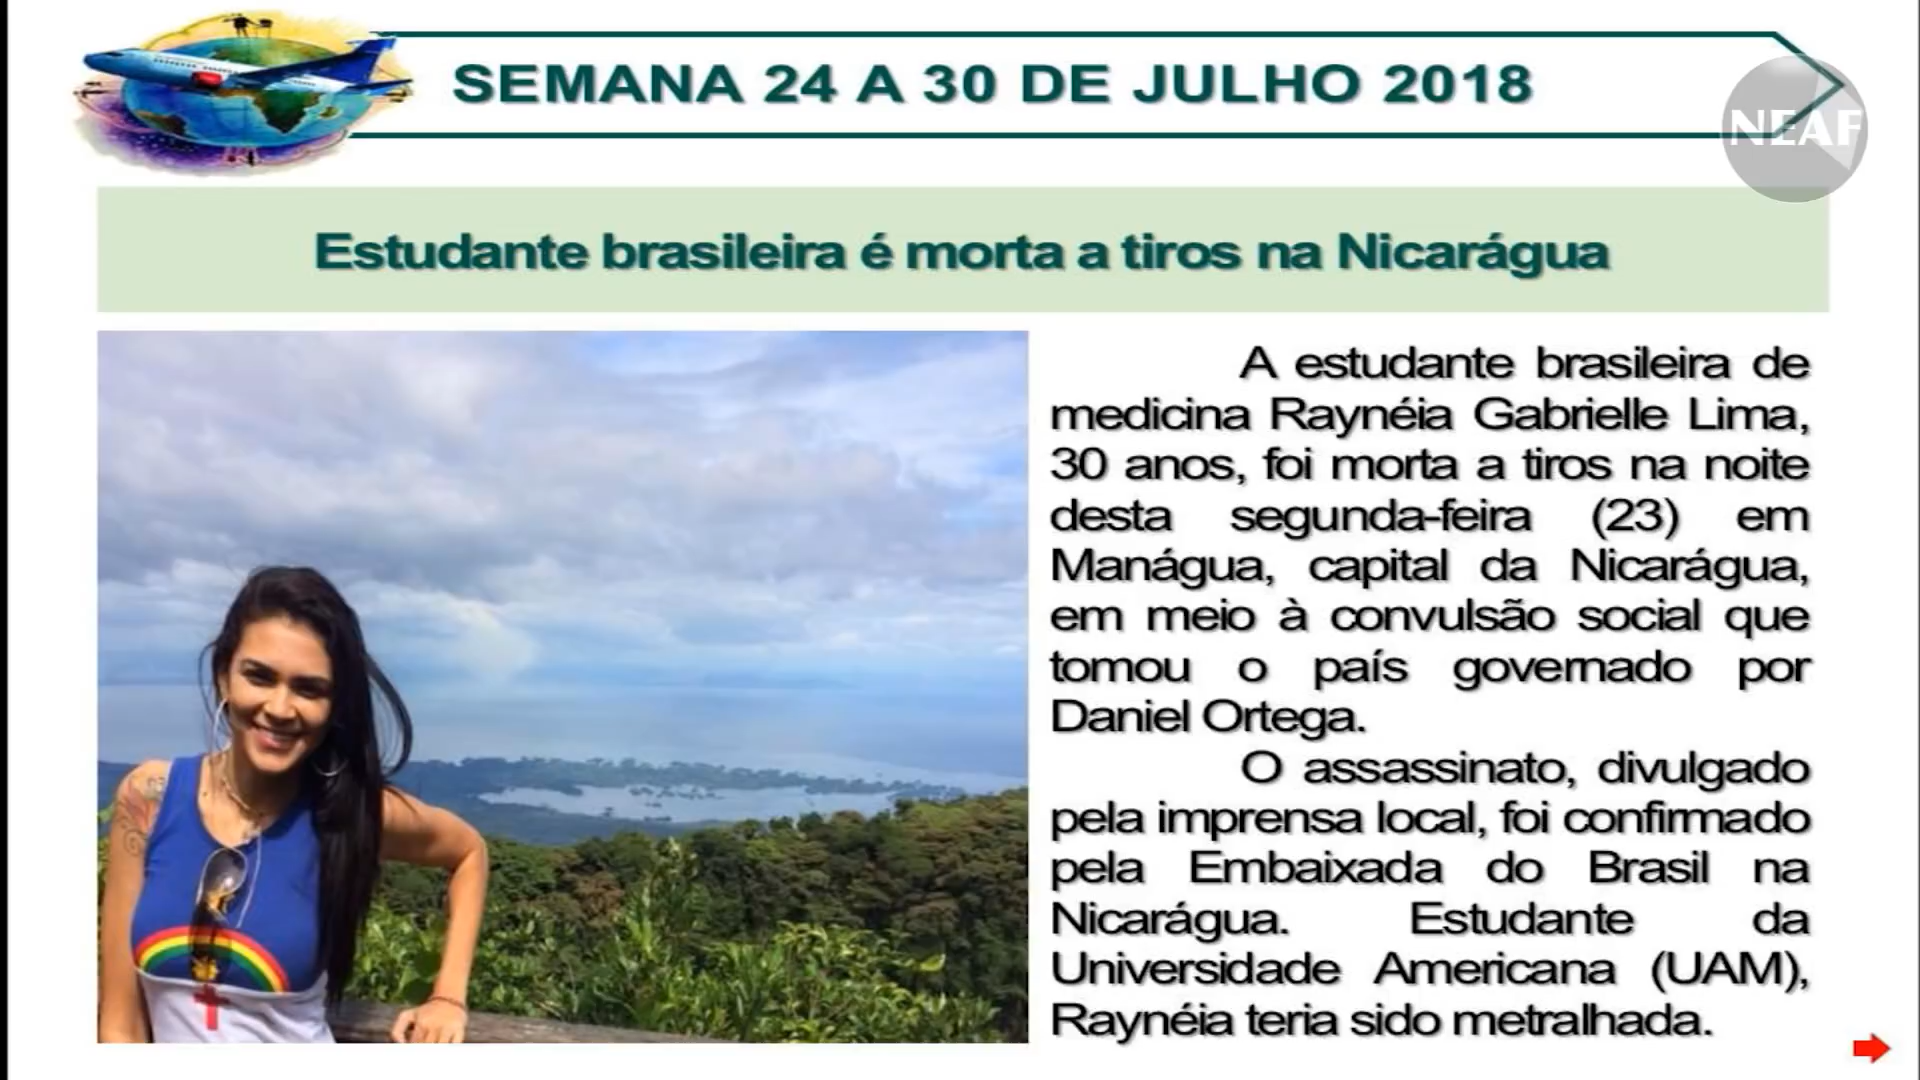 SEMANA 24 A 30 DE JULHO 2018
NEAF
Estudante brasileira é morta a tiros na Nicarágua
A estudante brasileira de
medicina Raynéia Gabrielle Lima,
30 anos, foi morta a tiros na noite
desta segunda-feira (23) em
Manágua, capital da Nicarágua,
em meio à convulsão social que
tomou o país governado por
Daniel Ortega.
O assassinato, divulgado
pela imprensa local, foi confirmado
pela Embaixada do Brasil na
Nicarágua. Estudante da
Universidade Americana (UAM),
Raynéia teria sido metralhada.